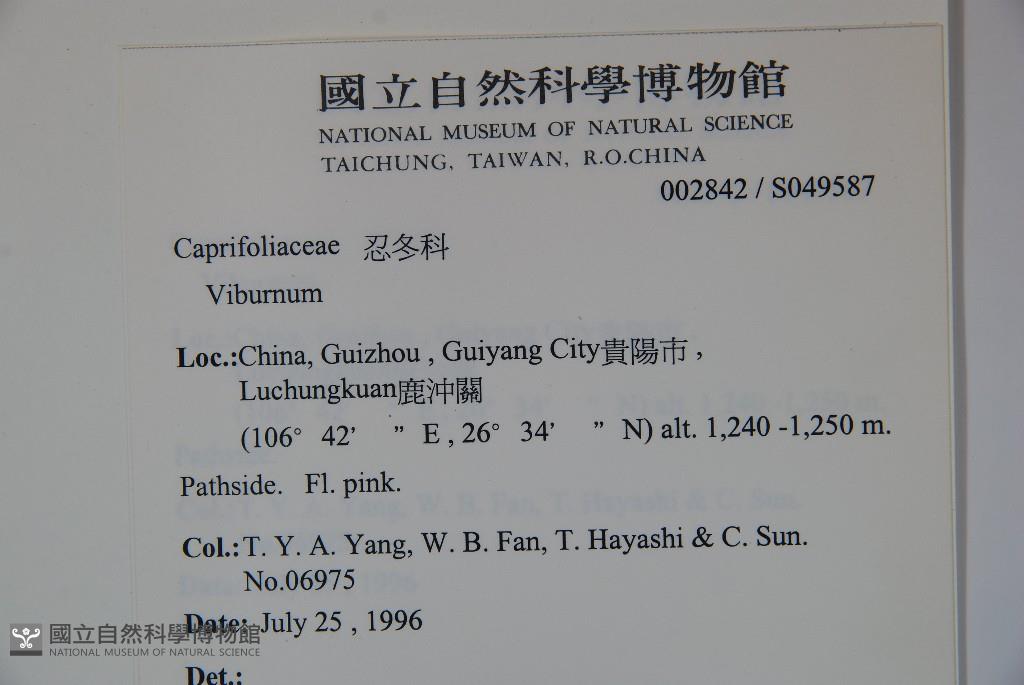 國立自然科學博物館
NATIONAL MUSEUM OF NATURAL SCIENCE
TAICHUNG, TAIWAN, R.O.CHINA
002842 / S049587
Caprifoliaceae 忍冬科
Viburnum
Loc.:China, Guizhou , Guiyang City貴陽市 ,
Luchungkuan鹿沖關
(106° 42' " E , 26° 34' " N) alt. 1,240 -1,250 m.
Pathside. Fl. pink.
Col.:T. Y. A. Yang, W. B. Fan, T. Hayashi & C. Sun.
No.06975
Date: July 25 , 1996
Det.:
國立自然科學博物館
NATIONAL MUSEUM OF NATURAL SCIENCE